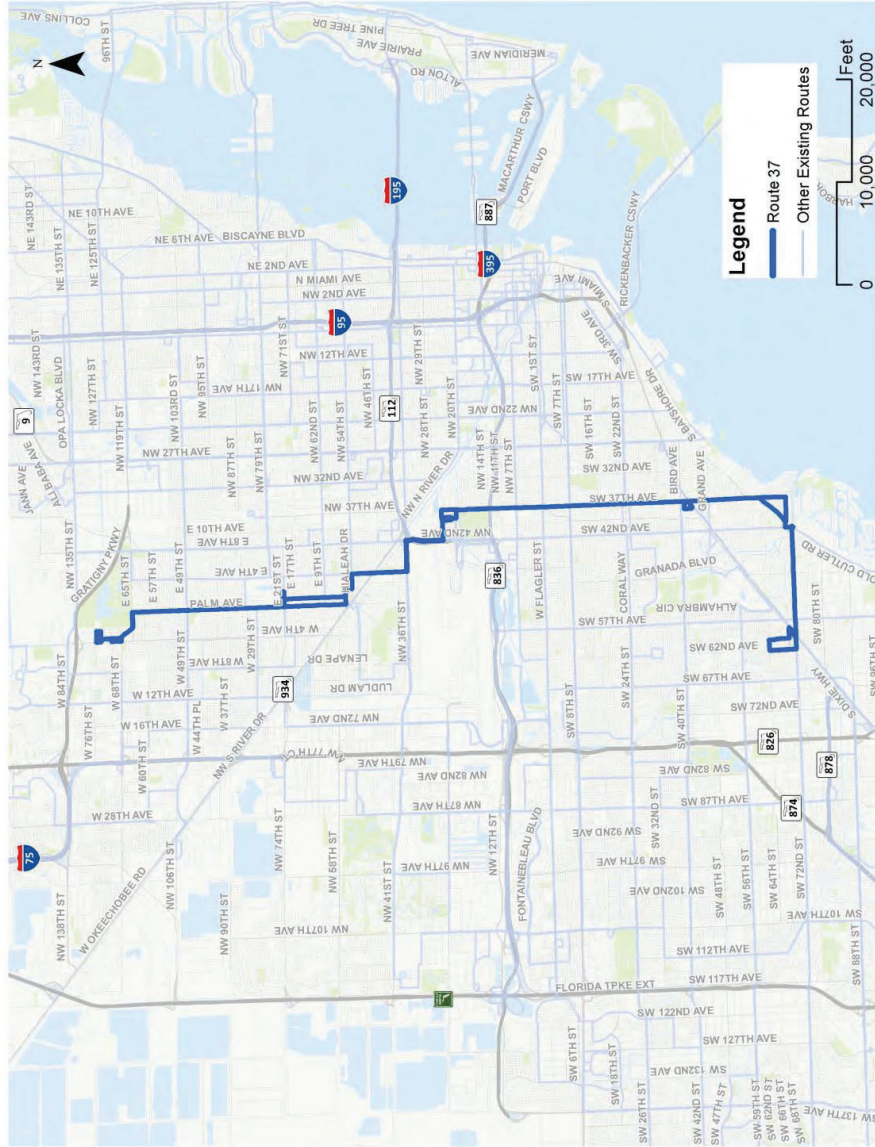 COLLINS AVE
PINE TREE DR
96TH ST
PRAIRIE AVE
ALTON RD
MERIDIAN AVE
N
NE 143RD ST
NE 135TH ST
NE 125TH ST
NE 10TH AVE
NE 6TH AVE
BISCAYNE BLVD
NE 2ND AVE
N MIAMI AVE
NW 2ND AVE
195
887
MACARTHUR CSWY
PORT BLVD
395
95
RICKENBACKER CSWY
HARBOR
S MIAMI AVE
SW 3RD AVE
Legend
Route 37
Other Existing Routes
0
10,000
20,000
Feet
9
NW 143RD ST
OPA LOCKA BLVD
ALI BABA AVE
JANN AVE
NW 127TH ST
NW 119TH ST
NW 103RD ST
NW 95TH ST
NW 87TH ST
NW 79TH ST
NW 71ST ST
NW 62ND ST
NW 54TH ST
NW 46TH ST
NW 12TH AVE
NW 17TH AVE
112
NW 29TH ST
NW 28TH ST
NW 20TH ST
NW 22ND AVE
NW 27TH AVE
NW 32ND AVE
NW 37TH AVE
NW N RIVER DR
NW 14TH ST
NW 11TH ST
NW 7TH ST
SW 1ST ST
SW 7TH ST
SW 16TH ST
SW 22ND ST
SW 17TH AVE
S BAYSHORE DR
SW 32ND AVE
BIRD AVE
GRAND AVE
SW 37TH AVE
NW 42ND AVE
SW 42ND AVE
NW 135TH ST
GRATIGNY PKWY
E 65TH ST
E 57TH ST
E 49TH ST
E 10TH AVE
E 8TH AVE
E 4TH AVE
E 21ST ST
E 17TH ST
E 9TH ST
HIALEAH DR
PALM AVE
W 4TH AVE
W 8TH AVE
W 12TH AVE
W 16TH AVE
W 84TH ST
W 76TH ST
W 68TH ST
W 60TH ST
W 49TH ST
W 44TH PL
W 37TH ST
W 29TH ST
934
LENAPE DR
LUDLAM DR
NW 36TH ST
836
W FLAGLER ST
CORAL WAY
GRANADA BLVD
ALHAMBRA CIR
SW 57TH AVE
SW 62ND AVE
SW 67TH AVE
SW 72ND AVE
OLD CUTLER RD
SW 80TH ST
SW 96TH ST
S DIXIE HWY
SW 8TH ST
SW 24TH ST
SW 40TH ST
826
878
874
NW S RIVER DR
NW 72ND AVE
NW 77TH CT
NW 79TH AVE
NW 82ND AVE
SW 82ND AVE
NW 87TH AVE
SW 87TH AVE
W 28TH AVE
75
W OKEECHOBEE RD
NW 138TH ST
NW 106TH ST
NW 90TH ST
NW 74TH ST
NW 58TH ST
NW 41ST ST
NW 12TH ST
NW 97TH AVE
NW 107TH AVE
FONTAINEBLEAU BLVD
SW 92ND AVE
SW 97TH AVE
SW 102ND AVE
SW 32ND ST
SW 48TH ST
SW 56TH ST
SW 64TH ST
SW 72ND ST
SW 88TH ST
SW 107TH AVE
SW 112TH AVE
SW 117TH AVE
FLORIDA TPKE EXT
SW 122ND AVE
SW 127TH AVE
SW 132ND AVE
SW 137TH AVE
SW 6TH ST
SW 18TH ST
SW 26TH ST
SW 42ND ST
SW 47TH ST
SW 59TH ST
SW 62ND ST
SW 66TH ST
SW 68TH ST